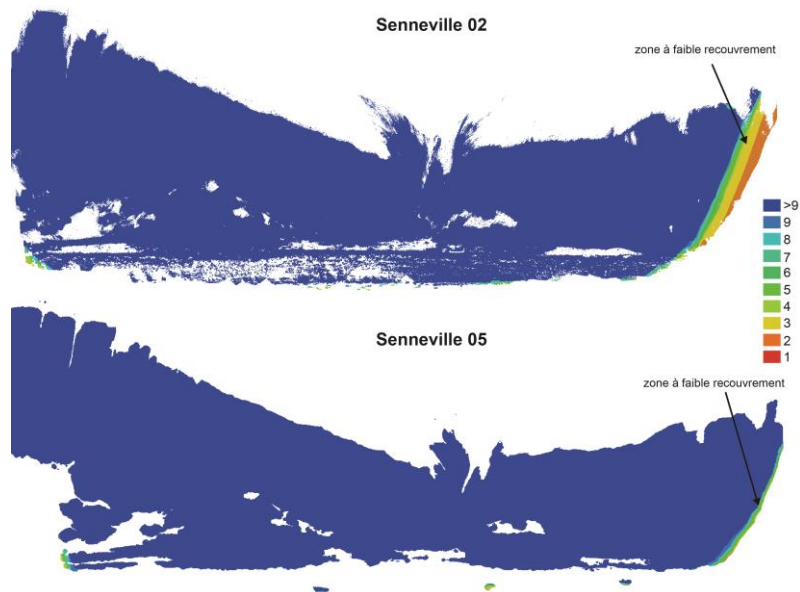 Senneville 02
zone à faible recouvrement
>9
9
8
7
6
5
4
3
2
1
Senneville 05
zone à faible recouvrement